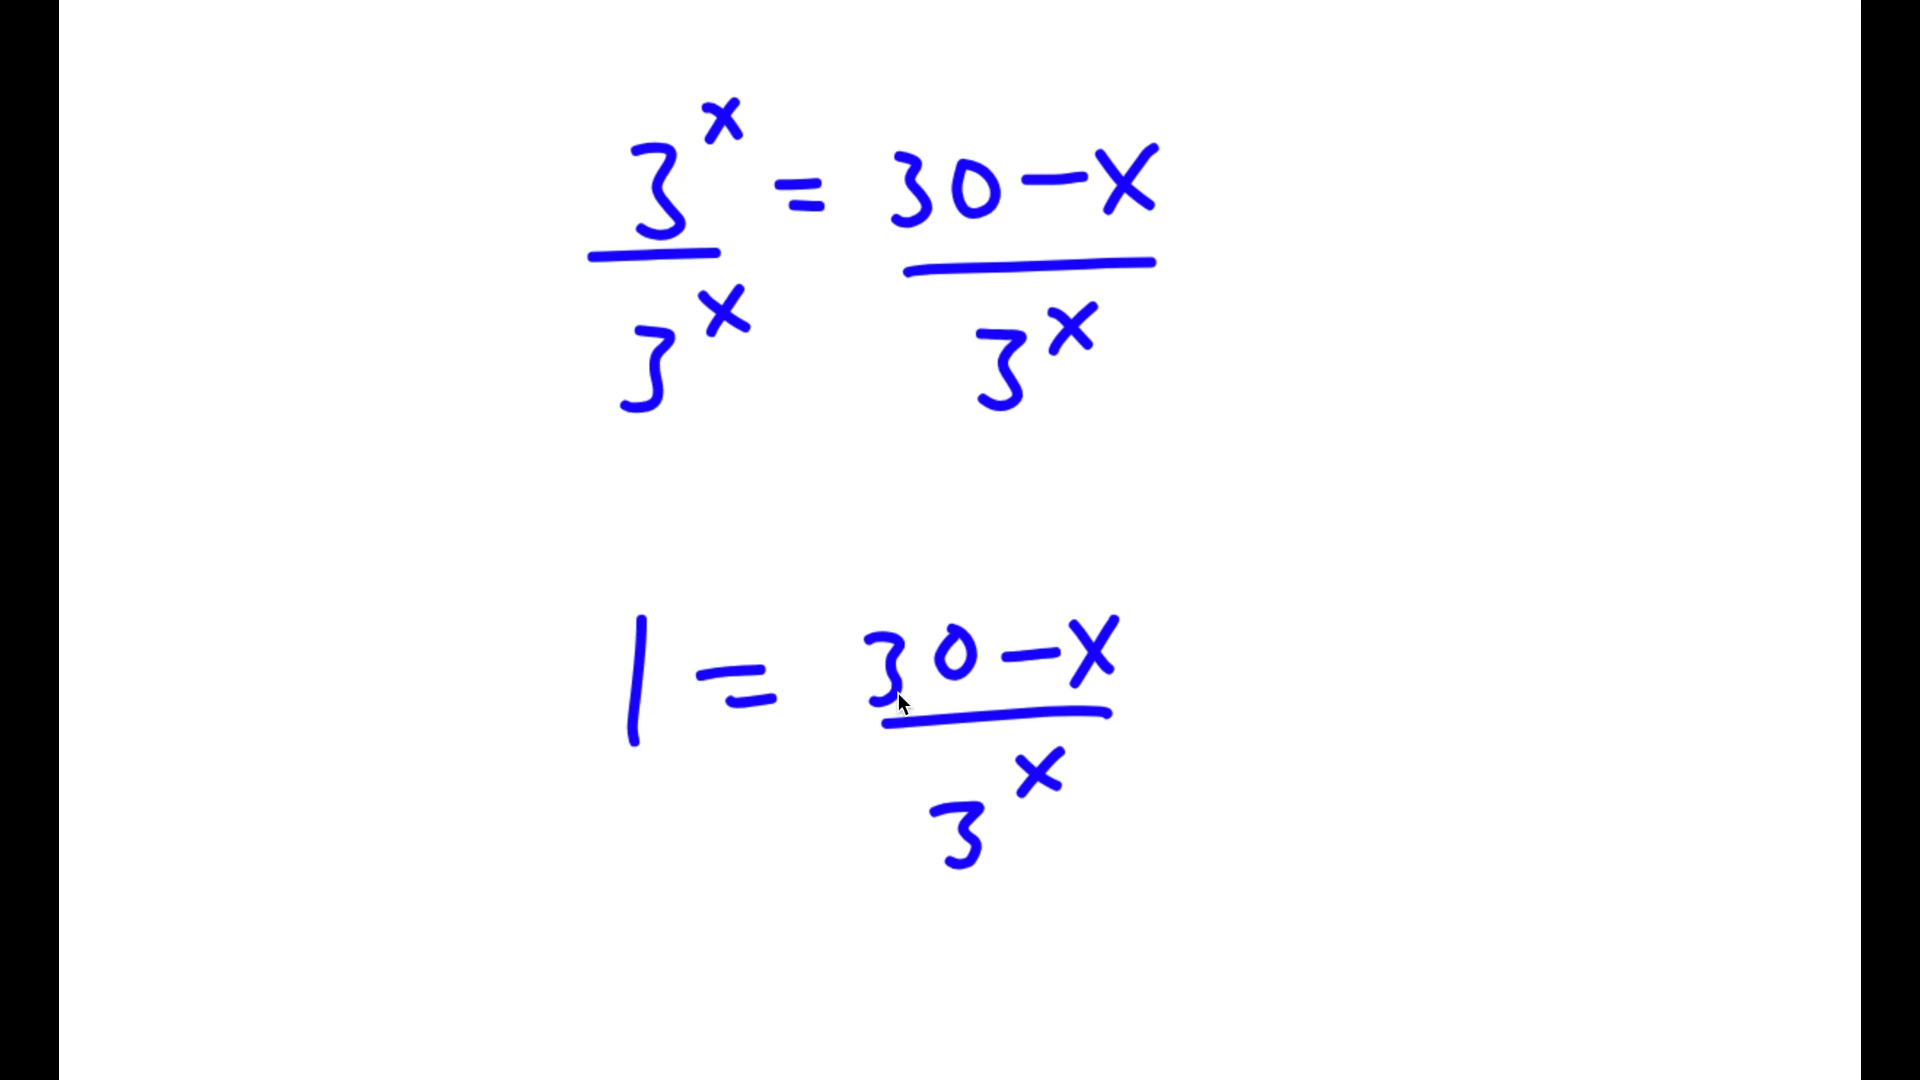 3^x = 30-x
3^x 3^x
1 = 30-x
3^x